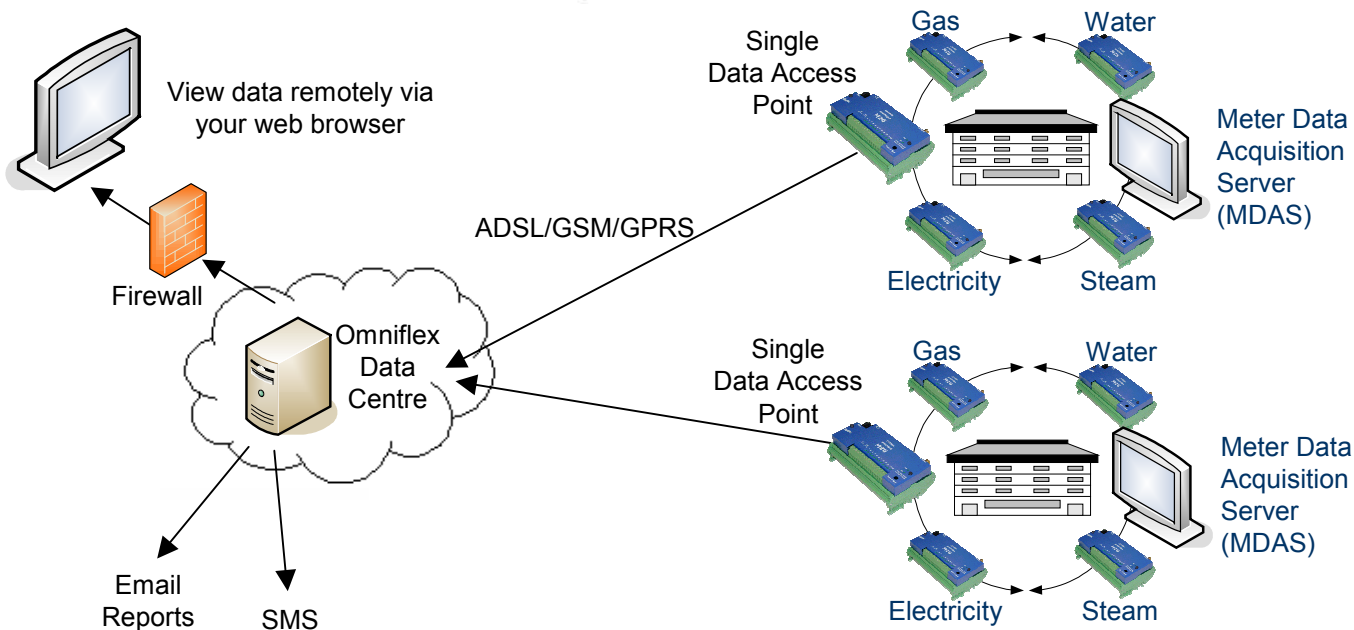 View data remotely via
your web browser
Firewall
Omniflex
Data
Centre
Email
Reports
SMS
ADSL/GSM/GPRS
Single
Data Access
Point
Gas
Water
Electricity
Steam
Meter Data
Acquisition
Server
(MDAS)
Single
Data Access
Point
Gas
Water
Electricity
Steam
Meter Data
Acquisition
Server
(MDAS)